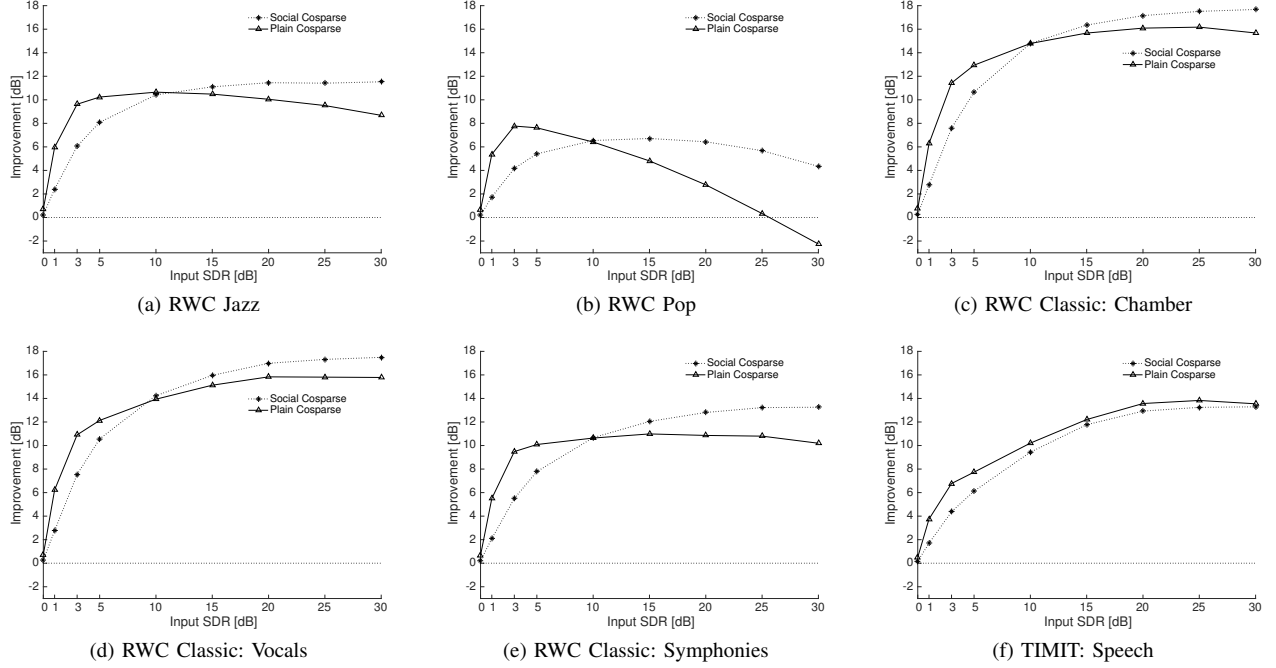 18
16
14
12
10
8
6
4
2
0
-2
Improvement [dB]
Social Cosparse
Plain Cosparse
0 1 3 5 10 15 20 25 30
Input SDR [dB]
(a) RWC Jazz
18
16
14
12
10
8
6
4
2
0
-2
Improvement [dB]
Social Cosparse
Plain Cosparse
0 1 3 5 10 15 20 25 30
Input SDR [dB]
(b) RWC Pop
18
16
14
12
10
8
6
4
2
0
-2
Improvement [dB]
Social Cosparse
Plain Cosparse
0 1 3 5 10 15 20 25 30
Input SDR [dB]
(c) RWC Classic: Chamber
18
16
14
12
10
8
6
4
2
0
-2
Improvement [dB]
Social Cosparse
Plain Cosparse
0 1 3 5 10 15 20 25 30
Input SDR [dB]
(d) RWC Classic: Vocals
18
16
14
12
10
8
6
4
2
0
-2
Improvement [dB]
Social Cosparse
Plain Cosparse
0 1 3 5 10 15 20 25 30
Input SDR [dB]
(e) RWC Classic: Symphonies
18
16
14
12
10
8
6
4
2
0
-2
Improvement [dB]
Social Cosparse
Plain Cosparse
0 1 3 5 10 15 20 25 30
Input SDR [dB]
(f) TIMIT: Speech